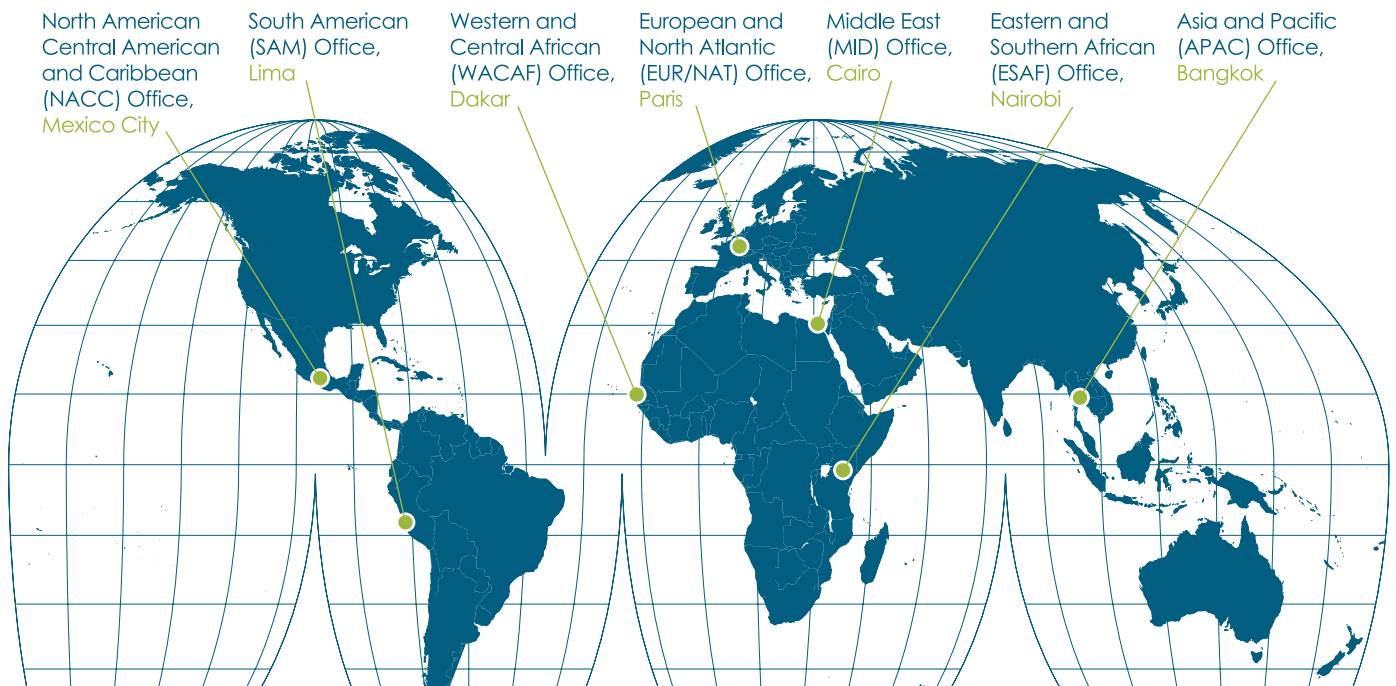 North American
Central American
and Caribbean
(NACC) Office,
Mexico City
South American
(SAM) Office,
Lima
Western and
Central African
(WACAF) Office,
Dakar
European and
North Atlantic
(EUR/NAT) Office,
Paris
Middle East
(MID) Office,
Cairo
Eastern and
Southern African
(ESAF) Office,
Nairobi
Asia and Pacific
(APAC) Office,
Bangkok